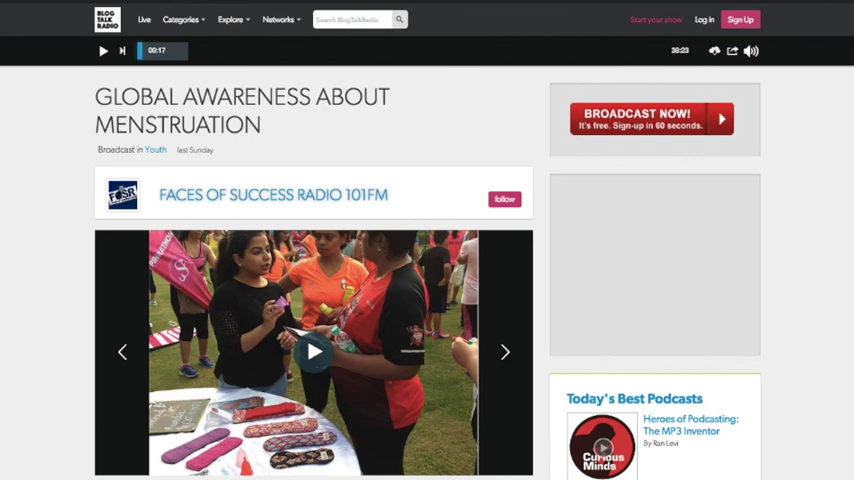 BLOG
TALK
RADIO
Live Categories Explore Networks Search BlogTalkRadio Start your show Log in Sign Up
00:17 38:23
GLOBAL AWARENESS ABOUT
MENSTRUATION
Broadcast in Youth last Sunday
FOSR
FACES OF SUCCESS RADIO 101FM
follow
BROADCAST NOW!
It's free. Sign-up in 60 seconds.
Today's Best Podcasts
Heroes of Podcasting:
The MP3 Inventor
By Ran Levi
Curious
Minds